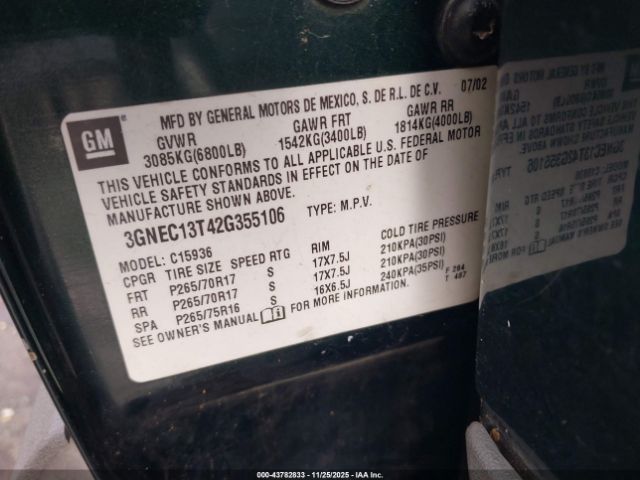 07/02
MFD BY GENERAL MOTORS DE MEXICO, S. DE R.L. DE C.V.
GM
GVWR GAWR FRT GAWR RR
3085KG(6800LB) 1542KG(3400LB) 1814KG(4000LB)
THIS VEHICLE CONFORMS TO ALL APPLICABLE U.S. FEDERAL MOTOR
VEHICLE SAFETY STANDARDS IN EFFECT ON THE DATE OF
MANUFACTURE SHOWN ABOVE.
3GNEC13T42G355106 TYPE: M.P.V.
MODEL: C15936
CPGR TIRE SIZE SPEED RTG RIM COLD TIRE PRESSURE
FRT P265/70R17 S 17X7.5J 210KPA(30PSI)
RR P265/70R17 S 17X7.5J 210KPA(30PSI)
SPA P265/75R16 S 16X6.5J 240KPA(35PSI)
SEE OWNER'S MANUAL FOR MORE INFORMATION.
F 284
T 487
000-43782833 - 11/25/2025 - IAA Inc.